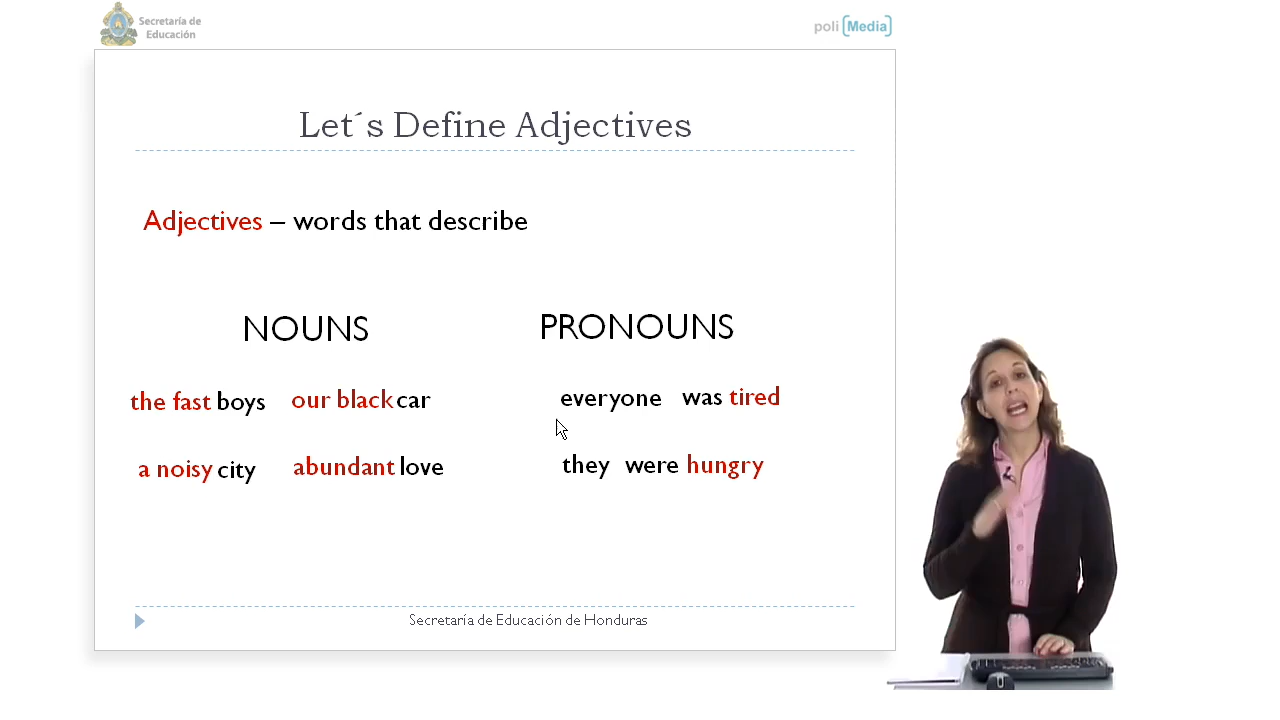 Secretaría de
Educación
poli [Media]
Let´s Define Adjectives
Adjectives – words that describe
NOUNS
PRONOUNS
the fast boys
our black car
everyone was tired
a noisy city
abundant love
they were hungry
Secretaría de Educación de Honduras